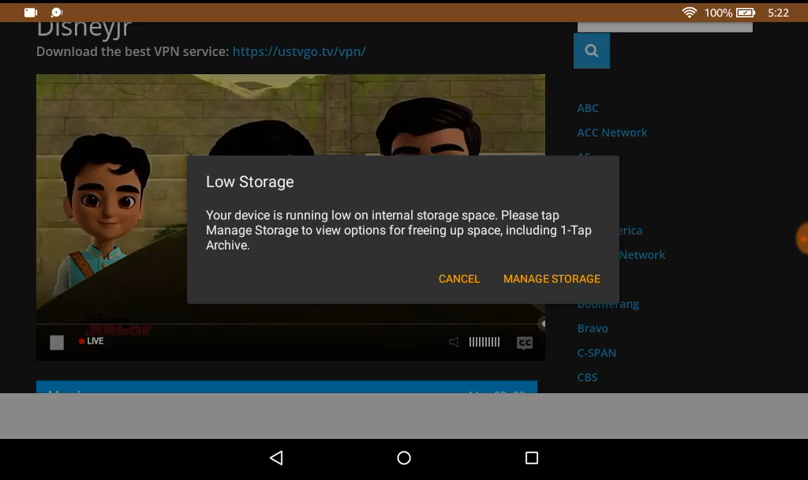 100%
5:22
DisneyJr
Download the best VPN service: https://ustvgo.tv/vpn/
ABC
ACC Network
Low Storage
Your device is running low on internal storage space. Please tap
Manage Storage to view options for freeing up space, including 1-Tap
Archive.
CANCEL
MANAGE STORAGE
Boomerang
Bravo
C-SPAN
CBS
LIVE
CC
Network